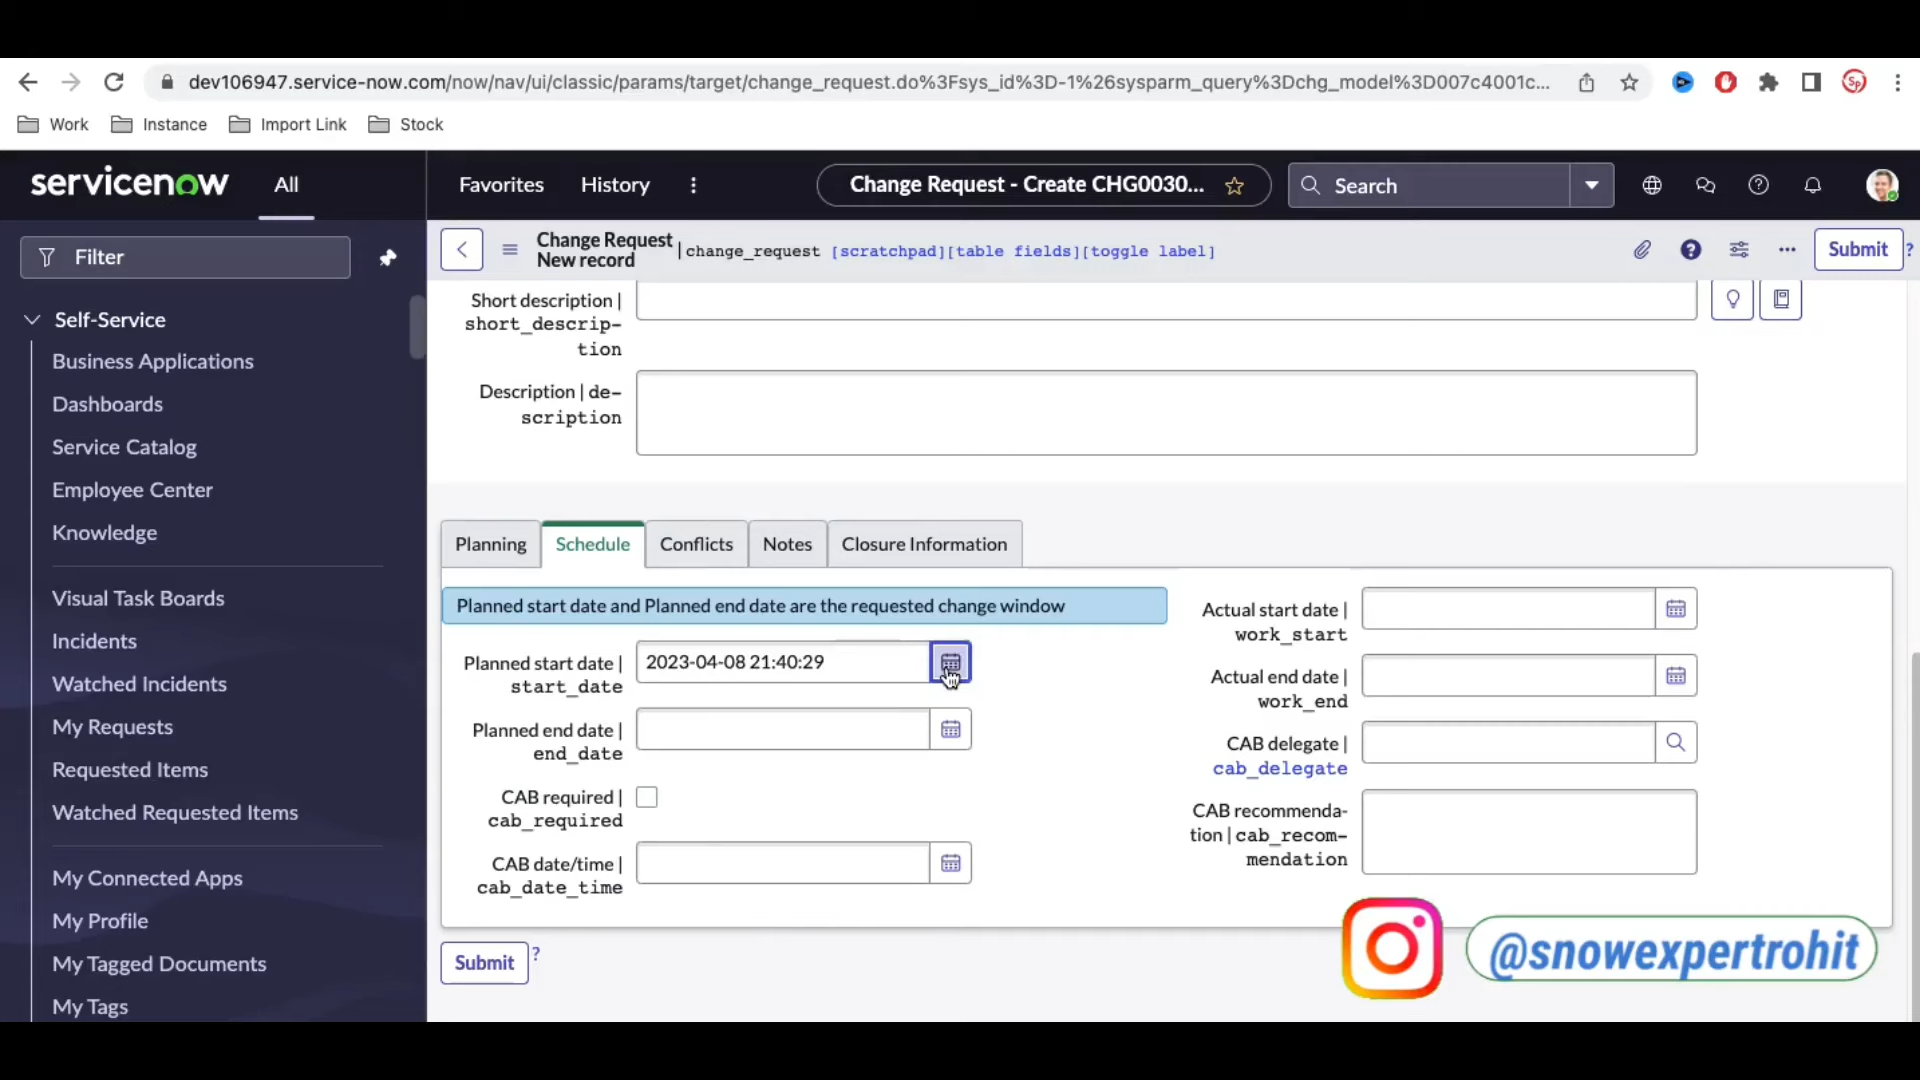 dev106947.service-now.com/now/nav/ui/classic/params/target/change_request.do%3Fsys_id%3D-1%26sysparm_query%3Dchg_model%3D007c4001c...
Sp
Work
Instance
Import Link
Stock
servicenow
All
Favorites
History
Change Request - Create CHG0030...
Search
Filter
Change Request
New record
|change_request [scratchpad][table fields][toggle label]
Submit
?
Self-Service
Business Applications
Dashboards
Service Catalog
Employee Center
Knowledge
Visual Task Boards
Incidents
Watched Incidents
My Requests
Requested Items
Watched Requested Items
My Connected Apps
My Profile
My Tagged Documents
My Tags
Short description |
short_descrip-
tion
Description | de-
scription
Planning
Schedule
Conflicts
Notes
Closure Information
Planned start date and Planned end date are the requested change window
Planned start date |
start_date
2023-04-08 21:40:29
Planned end date |
end_date
CAB required |
cab_required
CAB date/time |
cab_date_time
Actual start date |
work_start
Actual end date |
work_end
CAB delegate |
cab_delegate
CAB recommenda-
tion | cab_recom-
mendation
Submit
?
@snowexpertrohit